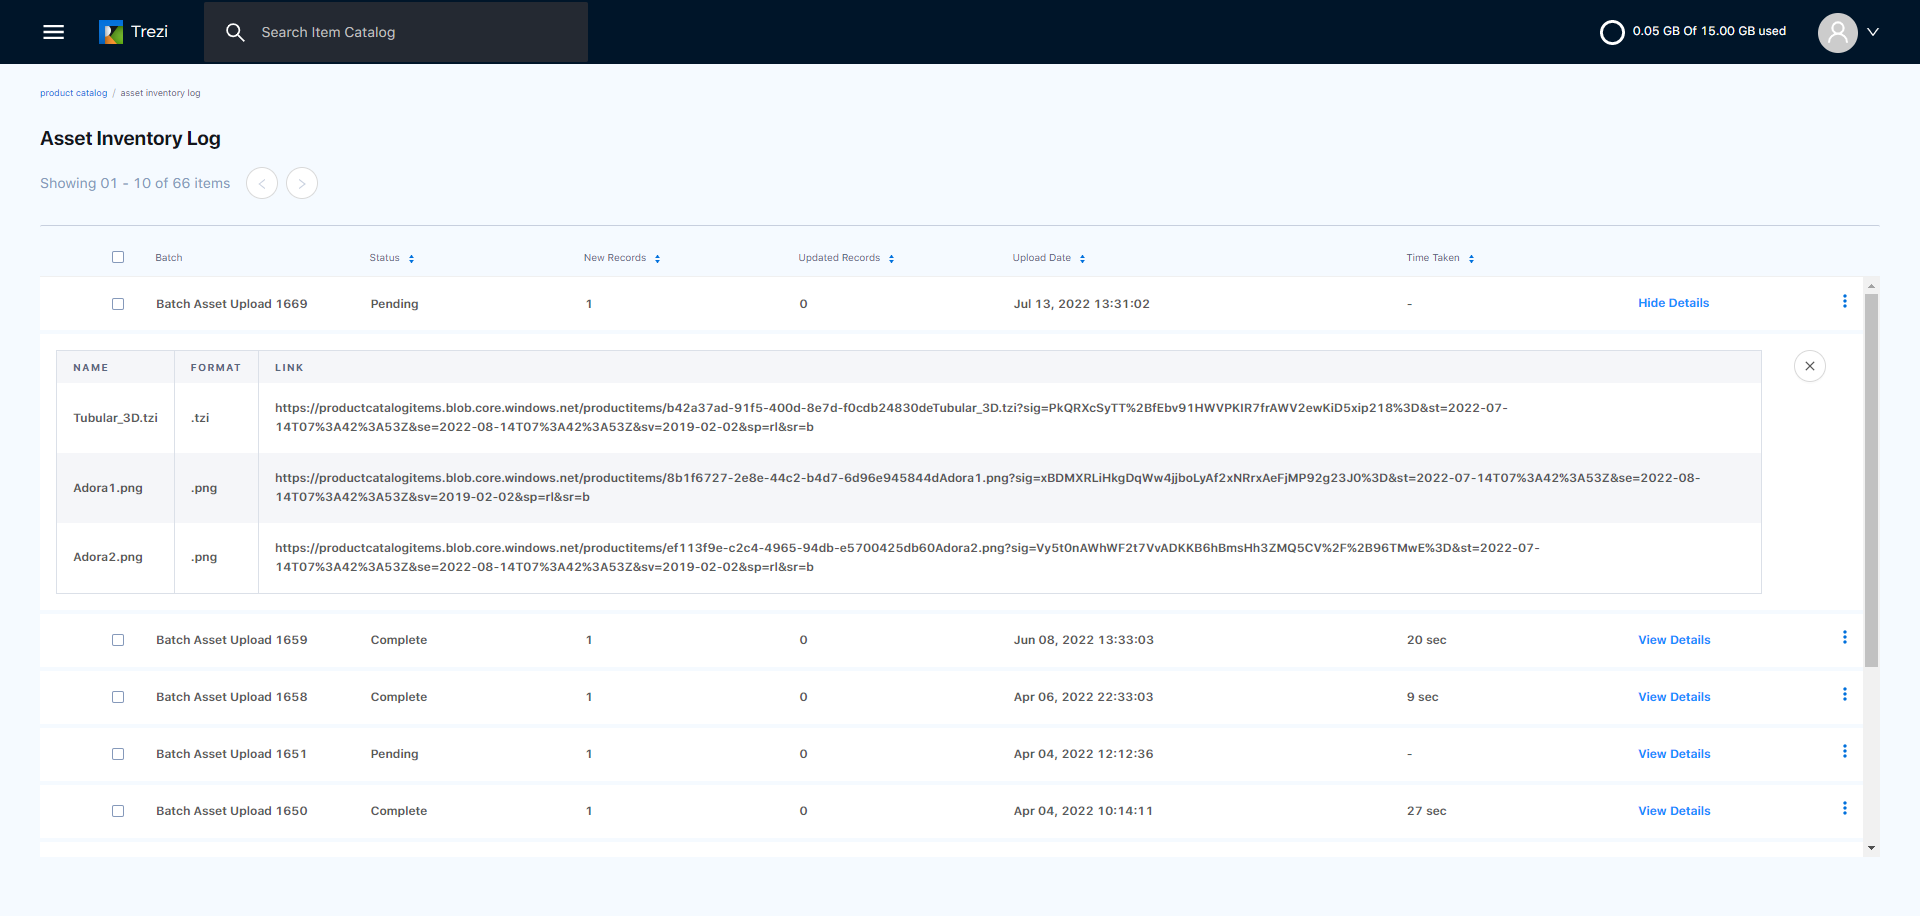 Trezi
Search Item Catalog
0.05 GB Of 15.00 GB used
product catalog / asset inventory log
Asset Inventory Log
Showing 01 - 10 of 66 items < >
Batch Status New Records Updated Records Upload Date Time Taken
Batch Asset Upload 1669 Pending 1 0 Jul 13, 2022 13:31:02 - Hide Details
NAME FORMAT LINK
Tubular_3D.tzi .tzi https://productcatalogitems.blob.core.windows.net/productitems/b42a37ad-91f5-400d-8e7d-f0cdb24830deTubular_3D.tzi?sig=PkQRXcSyTT%2BfEbv91HWVPKIR7frAWV2ewKiD5xip218%3D&st=2022-07-
14T07%3A42%3A53Z&se=2022-08-14T07%3A42%3A53Z&sv=2019-02-02&sp=rl&sr=b
Adora1.png .png https://productcatalogitems.blob.core.windows.net/productitems/8b1f6727-2e8e-44c2-b4d7-6d96e945844dAdora1.png?sig=xBDMXRLiHkgDqWw4jjboLyAf2xNRrxAeFjMP92g23J0%3D&st=2022-07-14T07%3A42%3A53Z&se=2022-08-
14T07%3A42%3A53Z&sv=2019-02-02&sp=rl&sr=b
Adora2.png .png https://productcatalogitems.blob.core.windows.net/productitems/ef113f9e-c2c4-4965-94db-e5700425db60Adora2.png?sig=Vy5t0nAWhWF2t7VvADKKB6hBmsHh3ZMQ5CV%2F%2B96TMwE%3D&st=2022-07-
14T07%3A42%3A53Z&se=2022-08-14T07%3A42%3A53Z&sv=2019-02-02&sp=rl&sr=b
Batch Asset Upload 1659 Complete 1 0 Jun 08, 2022 13:33:03 20 sec View Details
Batch Asset Upload 1658 Complete 1 0 Apr 06, 2022 22:33:03 9 sec View Details
Batch Asset Upload 1651 Pending 1 0 Apr 04, 2022 12:12:36 - View Details
Batch Asset Upload 1650 Complete 1 0 Apr 04, 2022 10:14:11 27 sec View Details